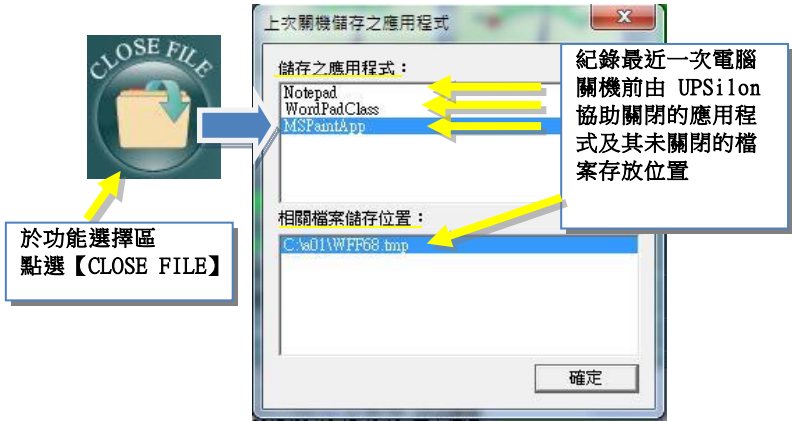 CLOSE FILE
於功能選擇區
點選【CLOSE FILE】
上次關機儲存之應用程式
儲存之應用程式：
Notepad
WordPadClass
MSPaintApp
相關檔案儲存位置：
C:\a01\WFF68.tmp
確定
紀錄最近一次電腦
關機前由 UPSilon
協助關閉的應用程
式及其未關閉的檔
案存放位置